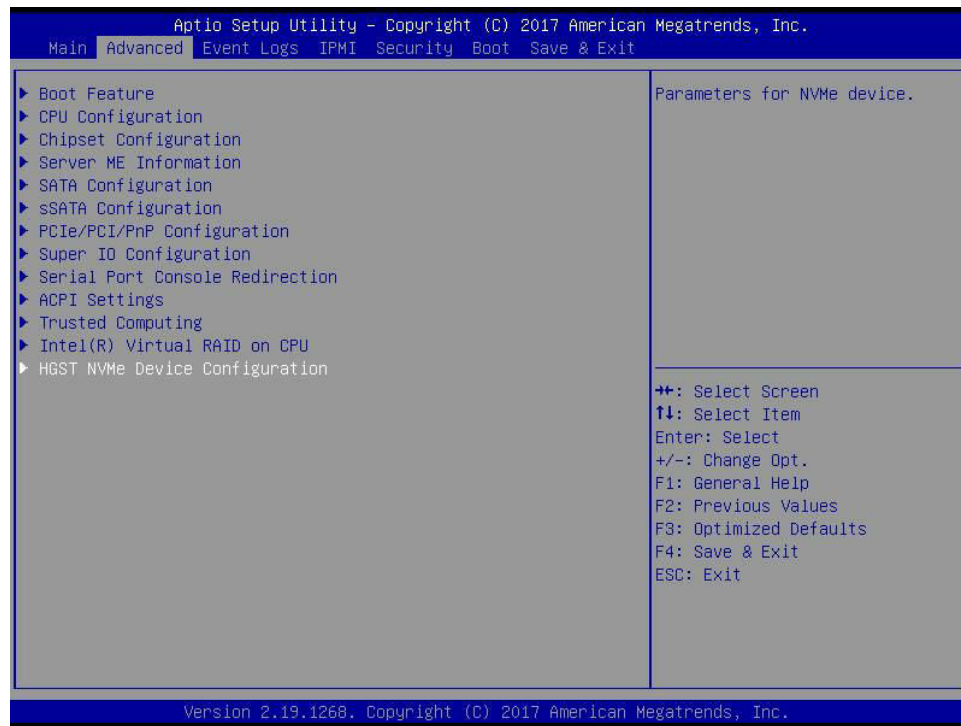 Aptio Setup Utility – Copyright (C) 2017 American Megatrends, Inc.
Main Advanced Event Logs IPMI Security Boot Save & Exit
Boot Feature
CPU Configuration
Chipset Configuration
Server ME Information
SATA Configuration
sSATA Configuration
PCIe/PCI/PnP Configuration
Super IO Configuration
Serial Port Console Redirection
ACPI Settings
Trusted Computing
Intel(R) Virtual RAID on CPU
HGST NVMe Device Configuration
Parameters for NVMe device.
→←: Select Screen
↑↓: Select Item
Enter: Select
+/-: Change Opt.
F1: General Help
F2: Previous Values
F3: Optimized Defaults
F4: Save & Exit
ESC: Exit
Version 2.19.1268. Copyright (C) 2017 American Megatrends, Inc.